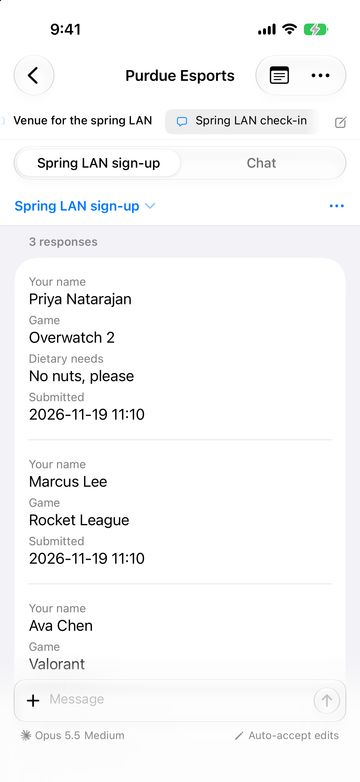 9:41
Purdue Esports
Venue for the spring LAN
Spring LAN check-in
Spring LAN sign-up
Chat
Spring LAN sign-up
3 responses
Your name
Priya Natarajan
Game
Overwatch 2
Dietary needs
No nuts, please
Submitted
2026-11-19 11:10
Your name
Marcus Lee
Game
Rocket League
Submitted
2026-11-19 11:10
Your name
Ava Chen
Game
Valorant
Message
Opus 5.5 Medium
Auto-accept edits